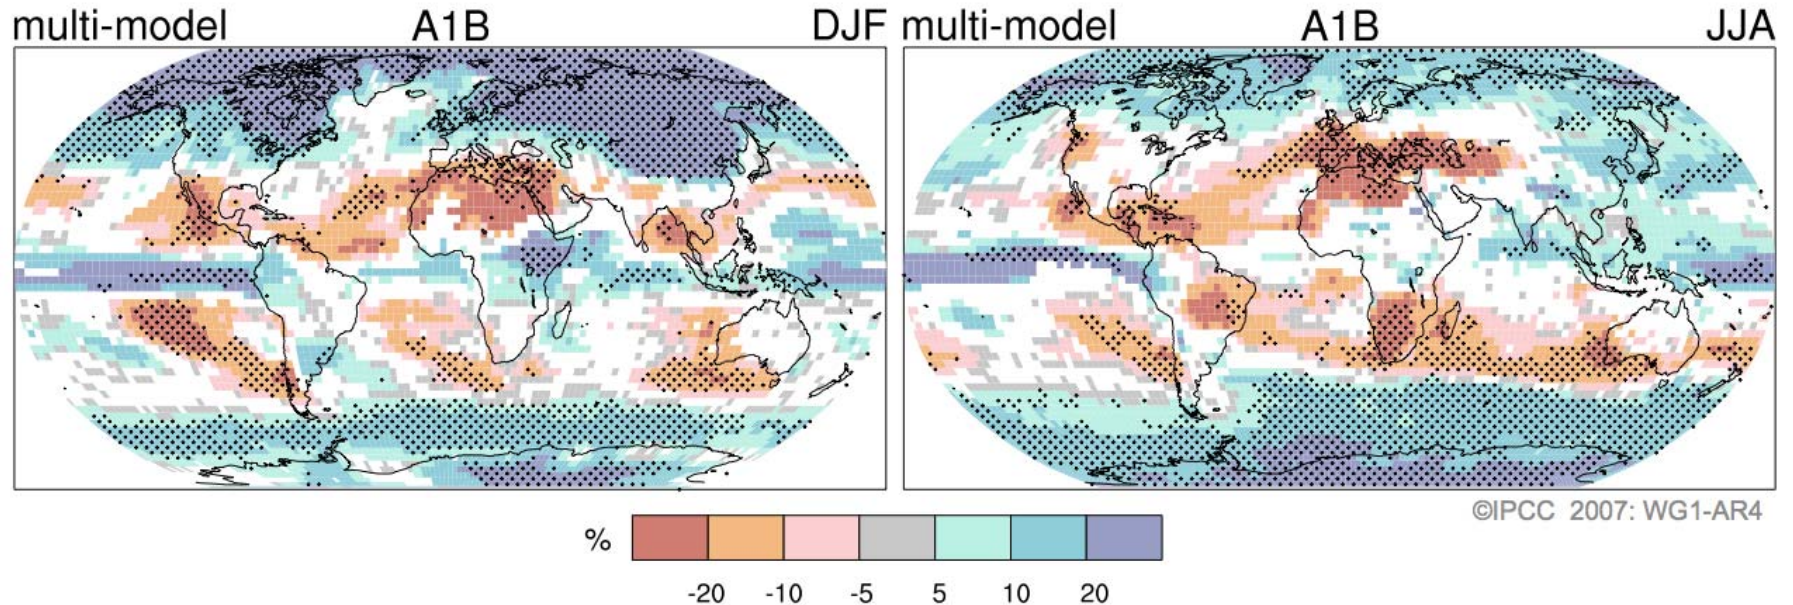 multi-model A1B DJF
multi-model A1B JJA
©IPCC 2007: WG1-AR4
%
-20 -10 -5 5 10 20